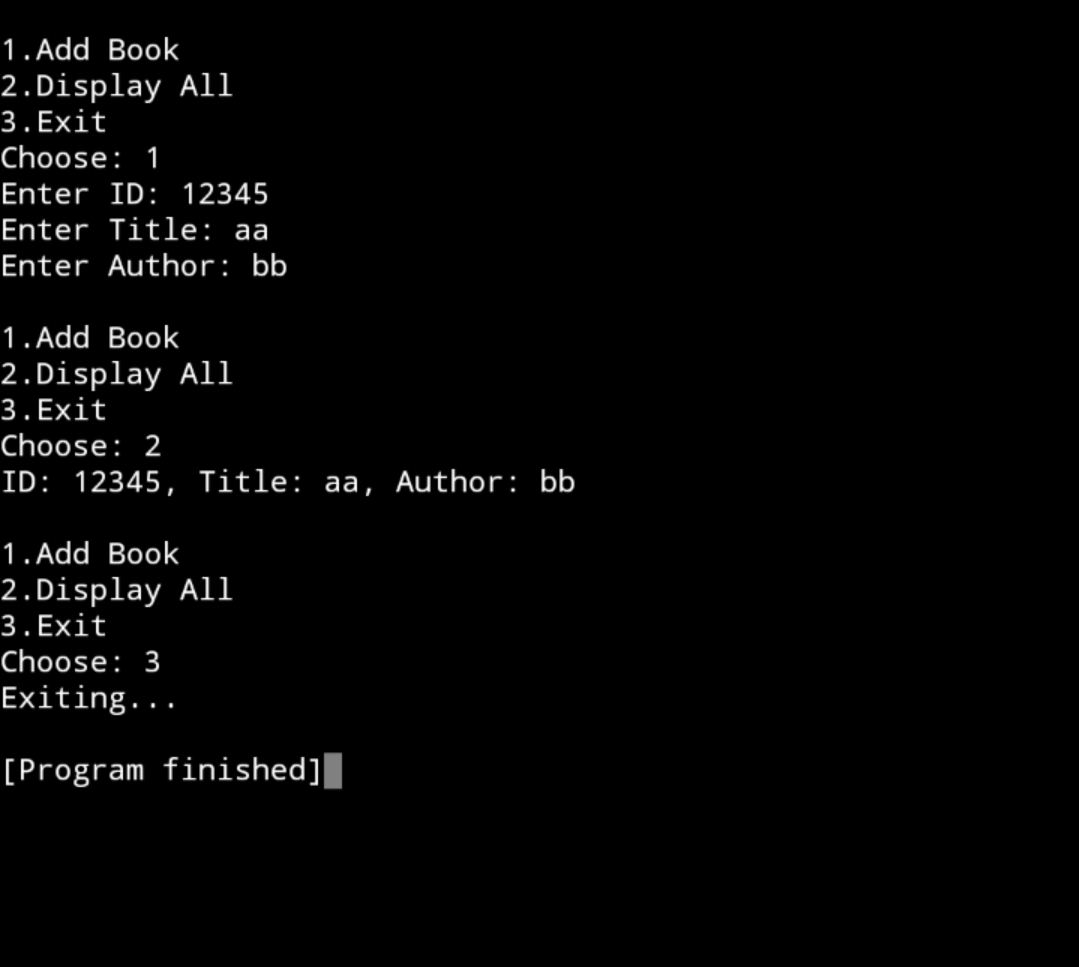 1.Add Book
2.Display All
3.Exit
Choose: 1
Enter ID: 12345
Enter Title: aa
Enter Author: bb
1.Add Book
2.Display All
3.Exit
Choose: 2
ID: 12345, Title: aa, Author: bb
1.Add Book
2.Display All
3.Exit
Choose: 3
Exiting...
[Program finished]